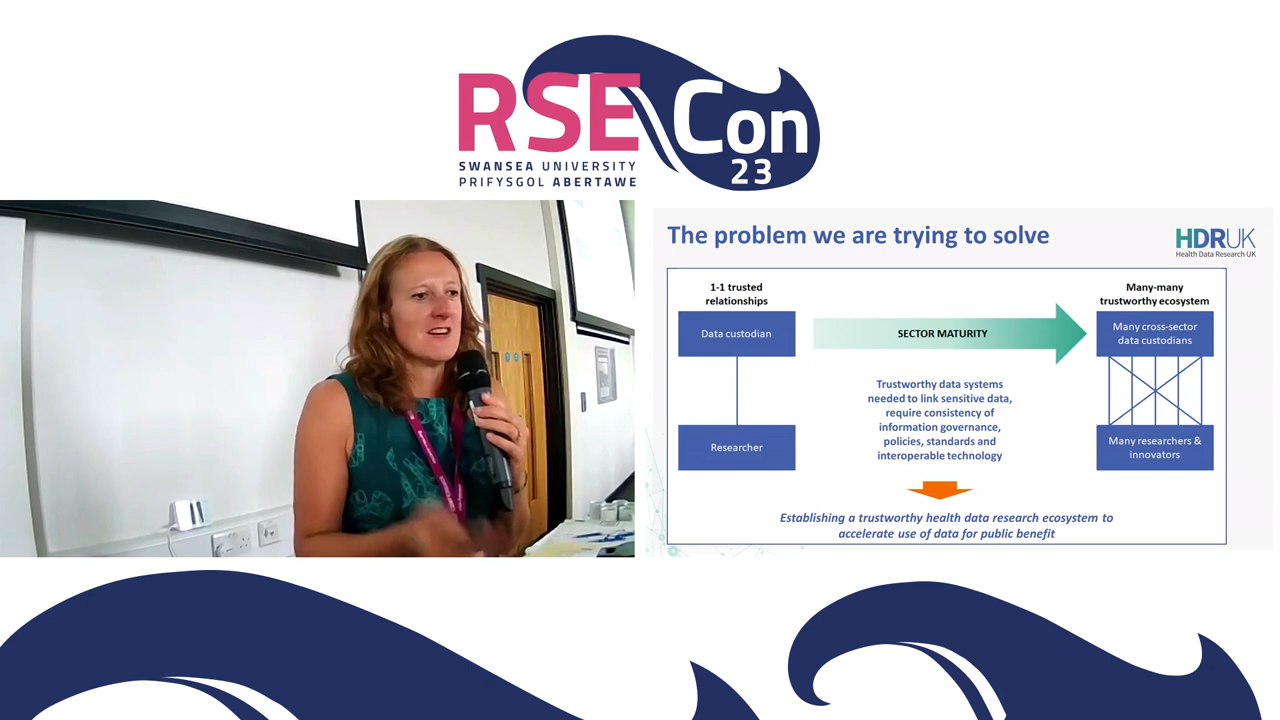 RSE Con
23
SWANSEA UNIVERSITY
PRIFYSGOL ABERTAWE
The problem we are trying to solve
HDRUK
Health Data Research UK
1-1 trusted
relationships
Data custodian
Researcher
SECTOR MATURITY
Trustworthy data systems
needed to link sensitive data,
require consistency of
information governance,
policies, standards and
interoperable technology
Many-many
trustworthy ecosystem
Many cross-sector
data custodians
Many researchers &
innovators
Establishing a trustworthy health data research ecosystem to
accelerate use of data for public benefit